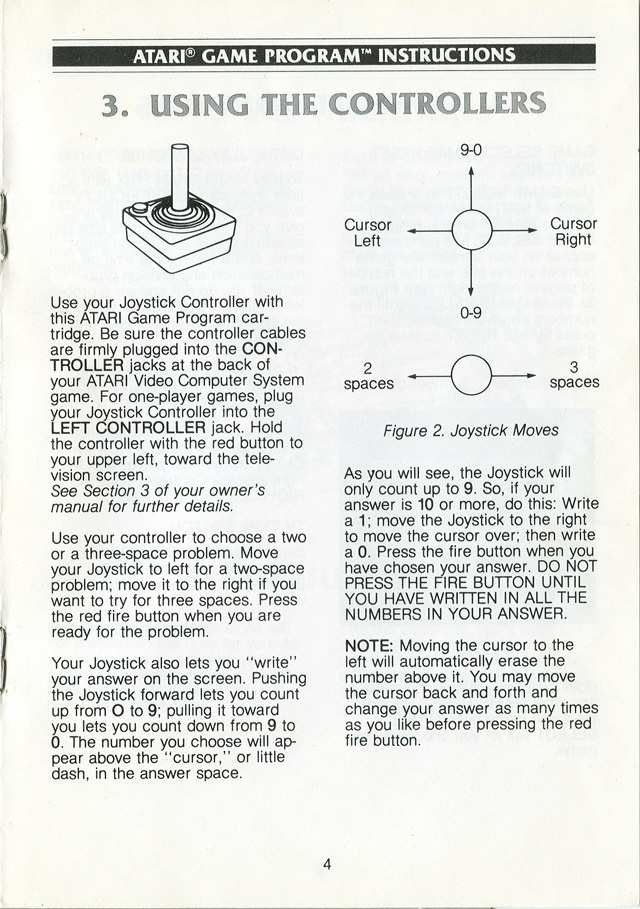 ATARI® GAME PROGRAM™ INSTRUCTIONS
3. USING THE CONTROLLERS
Use your Joystick Controller with
this ATARI Game Program car-
tridge. Be sure the controller cables
are firmly plugged into the CON-
TROLLER jacks at the back of
your ATARI Video Computer System
game. For one-player games, plug
your Joystick Controller into the
LEFT CONTROLLER jack. Hold
the controller with the red button to
your upper left, toward the tele-
vision screen.
See Section 3 of your owner's
manual for further details.
Use your controller to choose a two
or a three-space problem. Move
your Joystick to left for a two-space
problem; move it to the right if you
want to try for three spaces. Press
the red fire button when you are
ready for the problem.
Your Joystick also lets you "write"
your answer on the screen. Pushing
the Joystick forward lets you count
up from O to 9; pulling it toward
you lets you count down from 9 to
0. The number you choose will ap-
pear above the "cursor," or little
dash, in the answer space.
9-0
Cursor
Left
Cursor
Right
0-9
2
spaces
3
spaces
Figure 2. Joystick Moves
As you will see, the Joystick will
only count up to 9. So, if your
answer is 10 or more, do this: Write
a 1; move the Joystick to the right
to move the cursor over; then write
a 0. Press the fire button when you
have chosen your answer. DO NOT
PRESS THE FIRE BUTTON UNTIL
YOU HAVE WRITTEN IN ALL THE
NUMBERS IN YOUR ANSWER.
NOTE: Moving the cursor to the
left will automatically erase the
number above it. You may move
the cursor back and forth and
change your answer as many times
as you like before pressing the red
fire button.
4